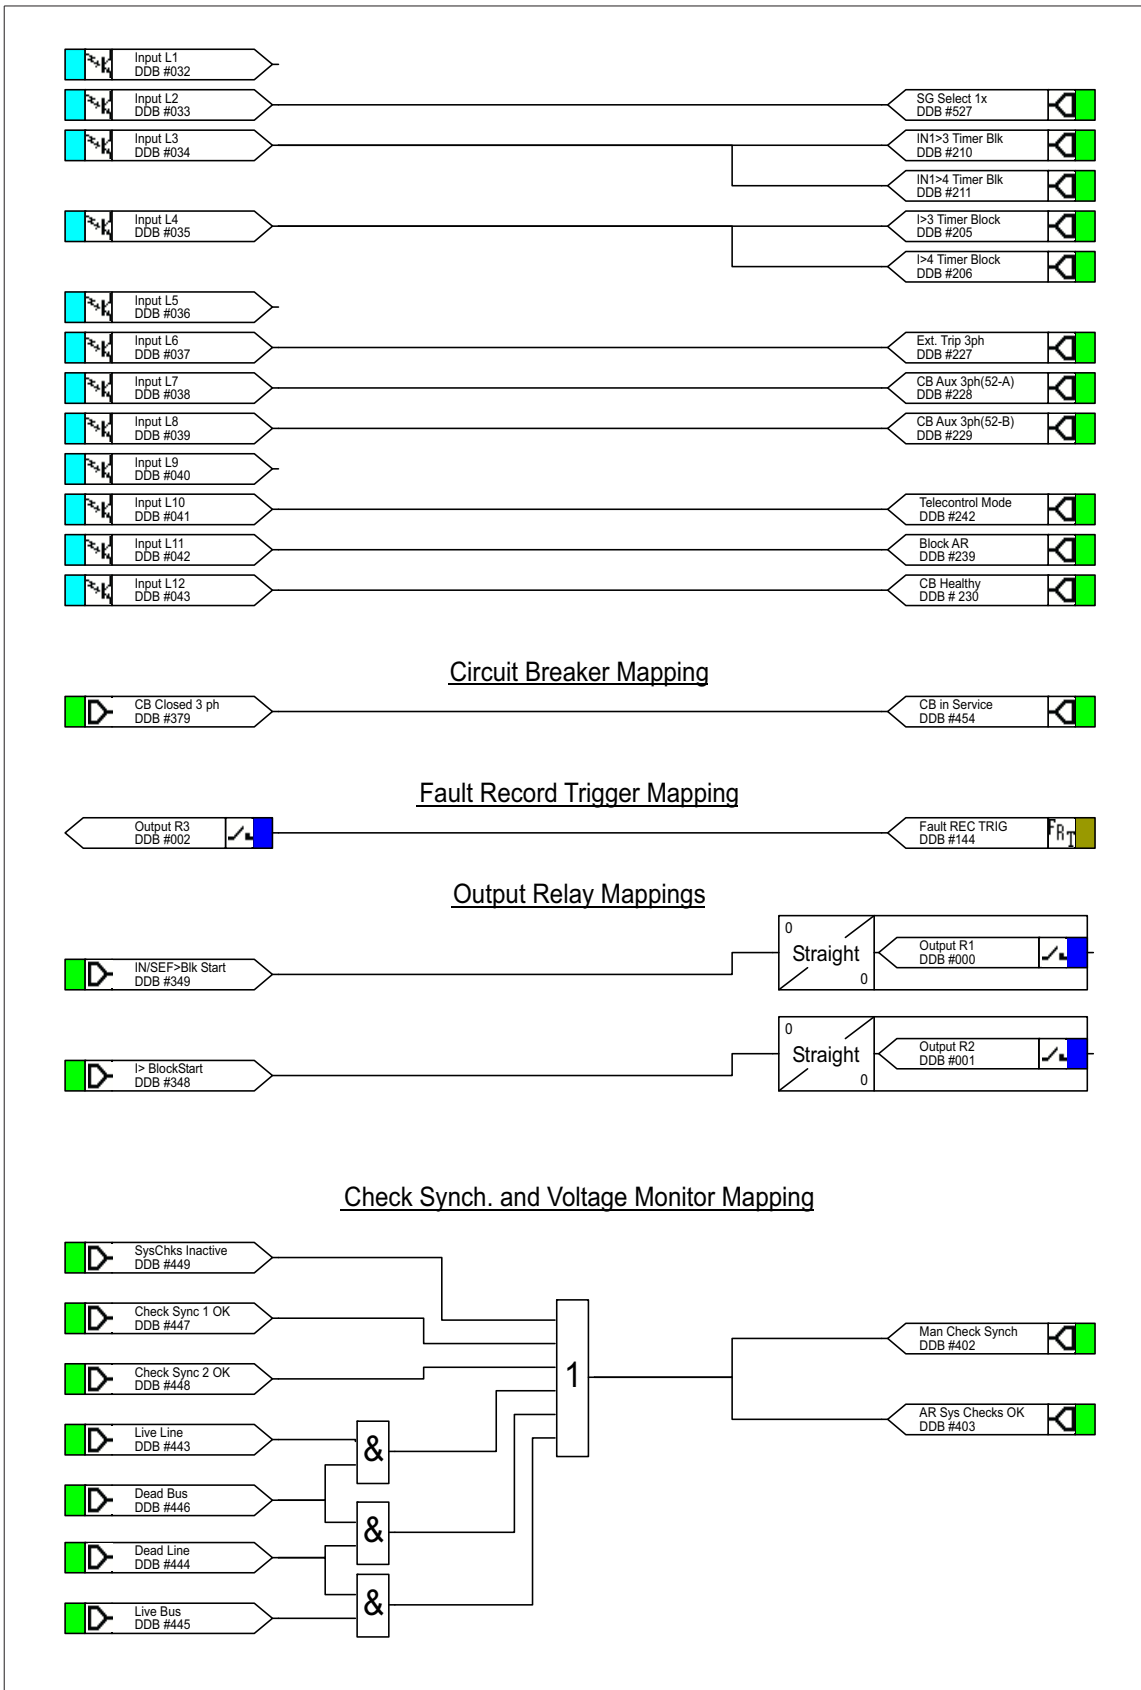 Input L1
DDB #032
Input L2
DDB #033
SG Select 1x
DDB #527
Input L3
DDB #034
IN1>3 Timer Blk
DDB #210
IN1>4 Timer Blk
DDB #211
Input L4
DDB #035
I>3 Timer Block
DDB #205
I>4 Timer Block
DDB #206
Input L5
DDB #036
Input L6
DDB #037
Ext. Trip 3ph
DDB #227
Input L7
DDB #038
CB Aux 3ph(52-A)
DDB #228
Input L8
DDB #039
CB Aux 3ph(52-B)
DDB #229
Input L9
DDB #040
Input L10
DDB #041
Telecontrol Mode
DDB #242
Input L11
DDB #042
Block AR
DDB #239
Input L12
DDB #043
CB Healthy
DDB # 230
Circuit Breaker Mapping
CB Closed 3 ph
DDB #379
CB in Service
DDB #454
Fault Record Trigger Mapping
Output R3
DDB #002
Fault REC TRIG
DDB #144
FRT
Output Relay Mappings
IN/SEF>Blk Start
DDB #349
0
Straight
0
Output R1
DDB #000
I> BlockStart
DDB #348
0
Straight
0
Output R2
DDB #001
Check Synch. and Voltage Monitor Mapping
SysChks Inactive
DDB #449
Check Sync 1 OK
DDB #447
Check Sync 2 OK
DDB #448
Live Line
DDB #443
Dead Bus
DDB #446
Dead Line
DDB #444
Live Bus
DDB #445
&
&
&
1
Man Check Synch
DDB #402
AR Sys Checks OK
DDB #403